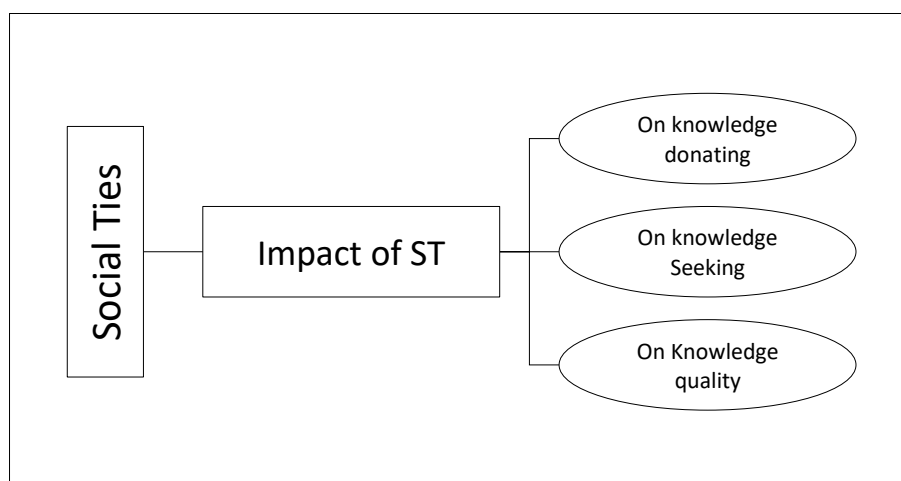 Social Ties
Impact of ST
On knowledge
donating
On knowledge
Seeking
On Knowledge
quality